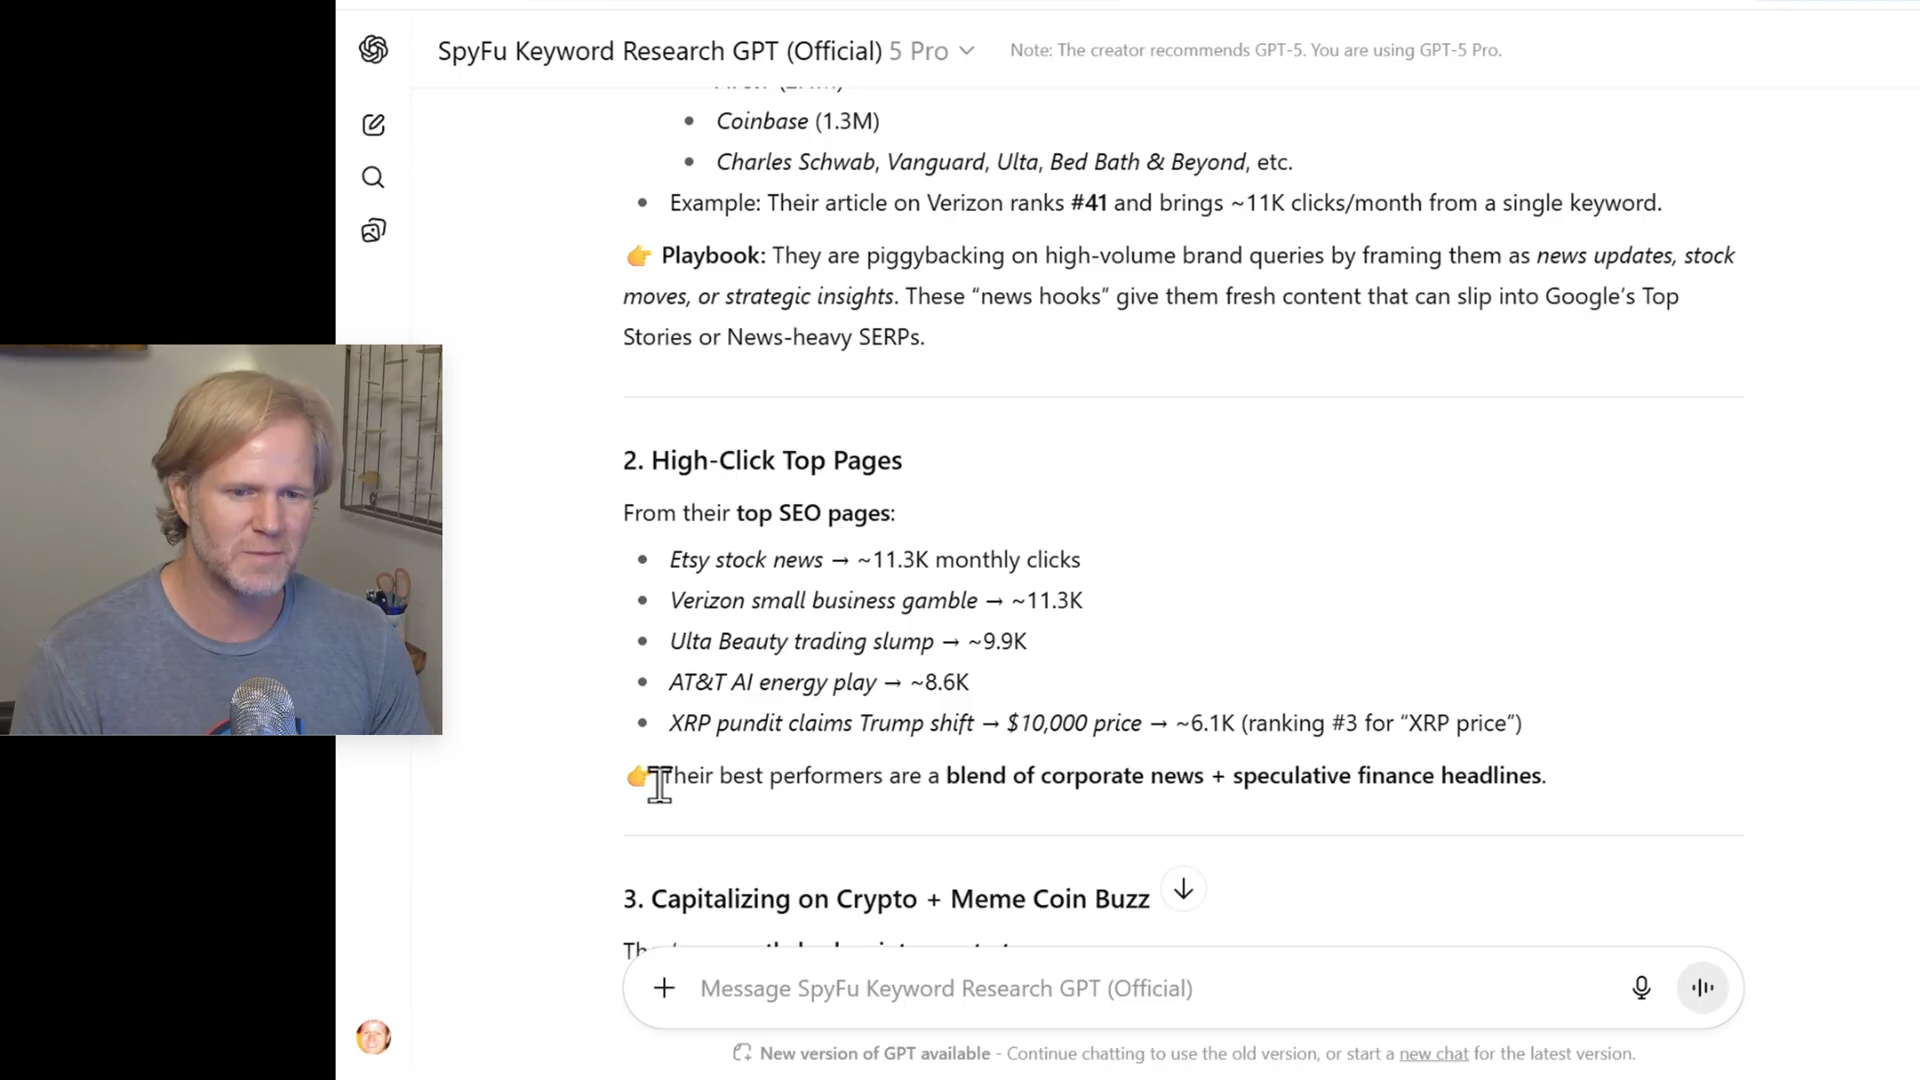 SpyFu Keyword Research GPT (Official) 5 Pro
Note: The creator recommends GPT-5. You are using GPT-5 Pro.
• Coinbase (1.3M)
• Charles Schwab, Vanguard, Ulta, Bed Bath & Beyond, etc.
• Example: Their article on Verizon ranks #41 and brings ~11K clicks/month from a single keyword.
👉 Playbook: They are piggybacking on high-volume brand queries by framing them as news updates, stock
moves, or strategic insights. These “news hooks” give them fresh content that can slip into Google’s Top
Stories or News-heavy SERPs.
2. High-Click Top Pages
From their top SEO pages:
• Etsy stock news → ~11.3K monthly clicks
• Verizon small business gamble → ~11.3K
• Ulta Beauty trading slump → ~9.9K
• AT&T AI energy play → ~8.6K
• XRP pundit claims Trump shift → $10,000 price → ~6.1K (ranking #3 for “XRP price”)
👉 Their best performers are a blend of corporate news + speculative finance headlines.
3. Capitalizing on Crypto + Meme Coin Buzz
Message SpyFu Keyword Research GPT (Official)
New version of GPT available - Continue chatting to use the old version, or start a new chat for the latest version.